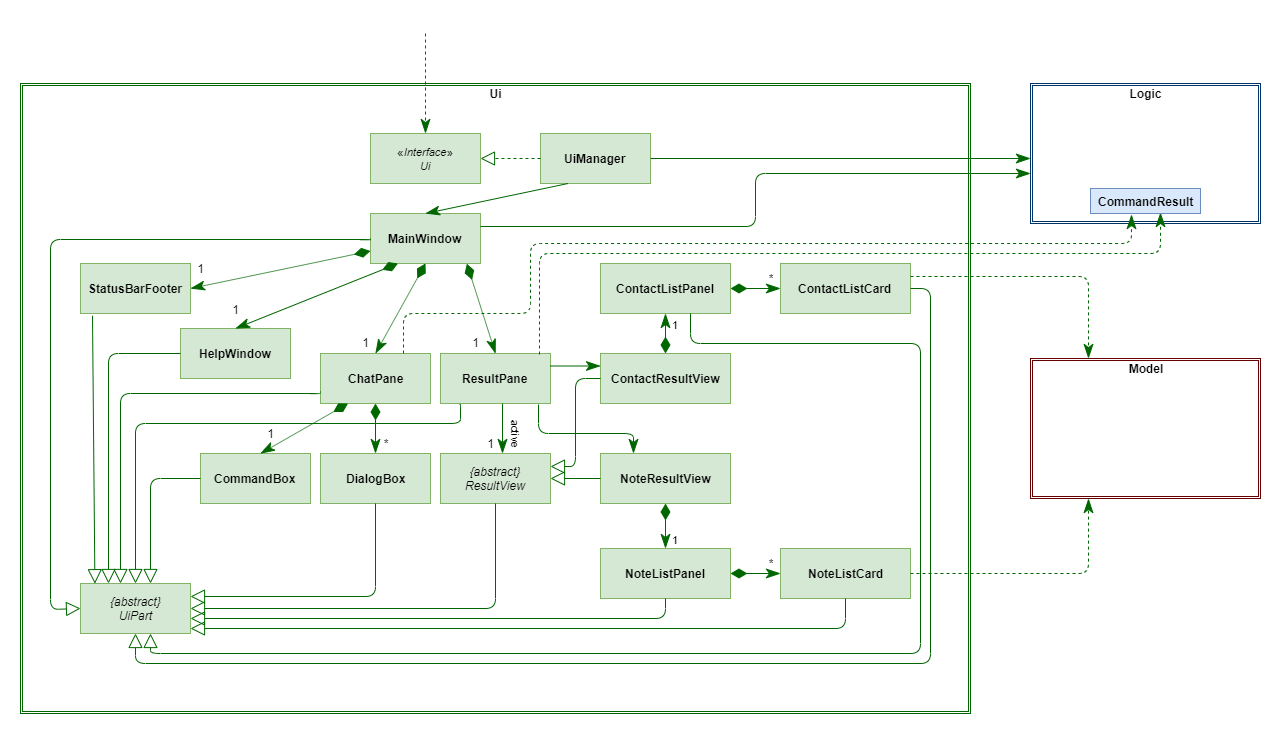 Ui
Logic
«Interface»
Ui
UiManager
CommandResult
MainWindow
1
StatusBarFooter
ContactListPanel
*
ContactListCard
1
HelpWindow
1
1
1
ChatPane
ResultPane
ContactResultView
Model
1
*
1
active
CommandBox
DialogBox
{abstract}
ResultView
NoteResultView
1
*
NoteListPanel
NoteListCard
{abstract}
UiPart